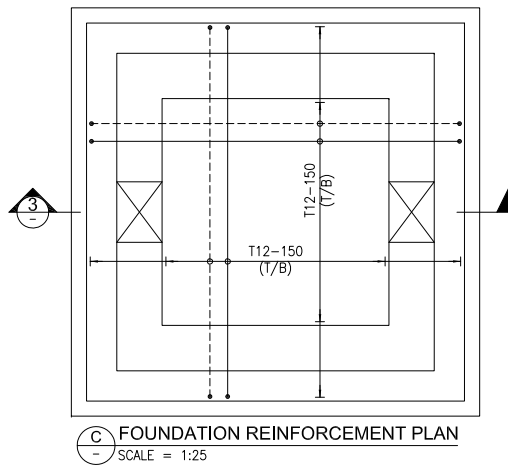 T12-150
(T/B)
3
-
T12-150
(T/B)
C
-
FOUNDATION REINFORCEMENT PLAN
SCALE = 1:25